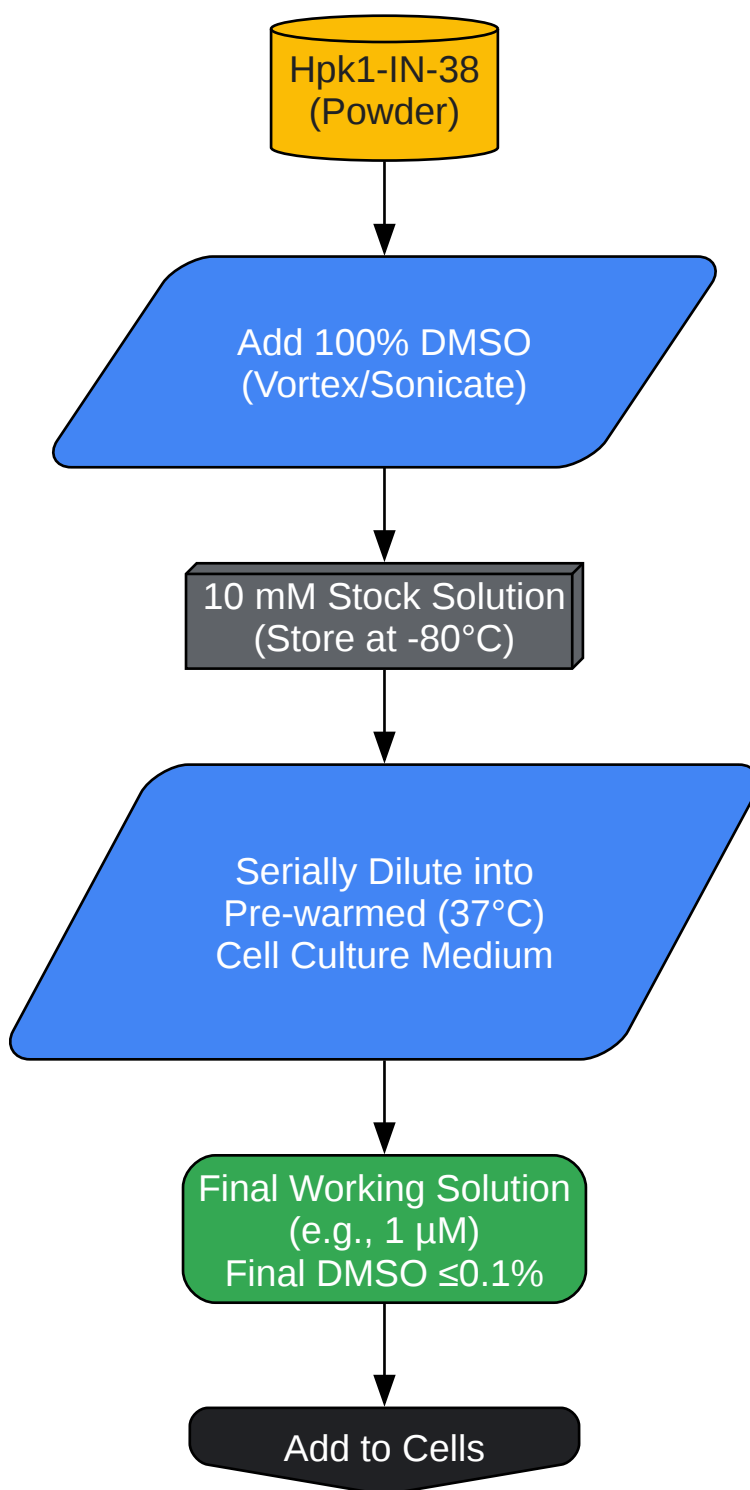 Hpk1-IN-38
(Powder)
Add 100% DMSO
(Vortex/Sonicate)
10 mM Stock Solution
(Store at -80°C)
Serially Dilute into
Pre-warmed (37°C)
Cell Culture Medium
Final Working Solution
(e.g., 1 µM)
Final DMSO ≤0.1%
Add to Cells